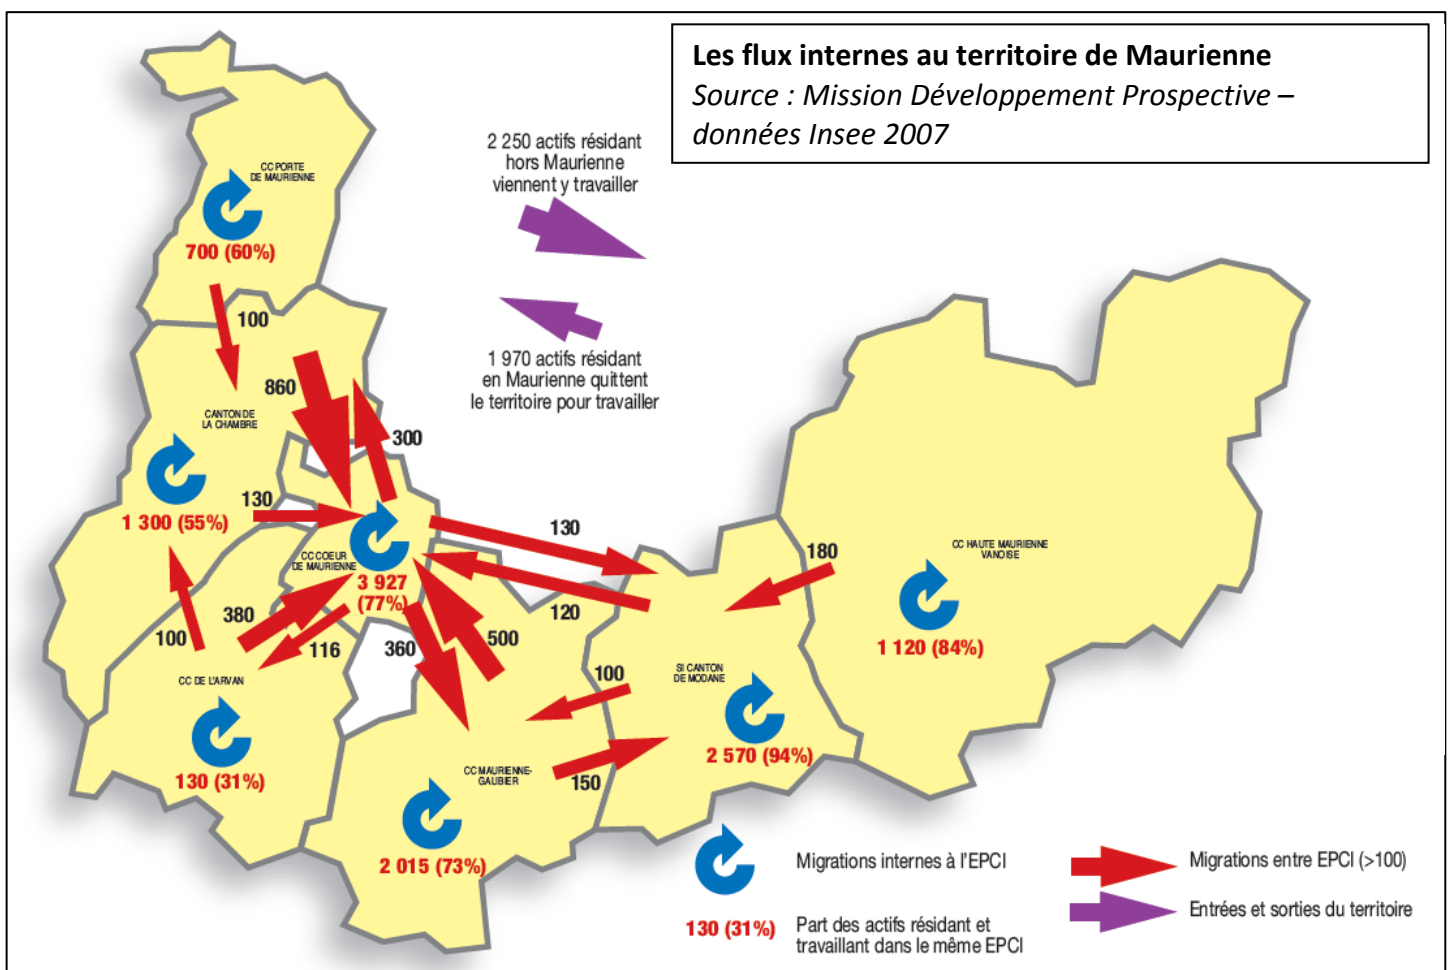 Les flux internes au territoire de Maurienne
Source : Mission Développement Prospective –
données Insee 2007
2 250 actifs résidant
hors Maurienne
viennent y travailler
1 970 actifs résidant
en Maurienne quittent
le territoire pour travailler
CC PORTE
DE MAURIENNE
700 (60%)
100
860
300
CANTON DE
LA CHAMBRE
1 300 (55%)
130
CC COEUR
DE MAURIENNE
3 927
(77%)
130
120
180
CC HAUTE MAURIENNE
VANOISE
1 120 (84%)
100
380
116
360
500
CC DE L'ARVAN
130 (31%)
100
SI CANTON
DE MODANE
2 570 (94%)
CC MAURIENNE-
GALIBIER
150
2 015 (73%)
Migrations internes à l'EPCI
130 (31%)
Part des actifs résidant et
travaillant dans le même EPCI
Migrations entre EPCI (>100)
Entrées et sorties du territoire